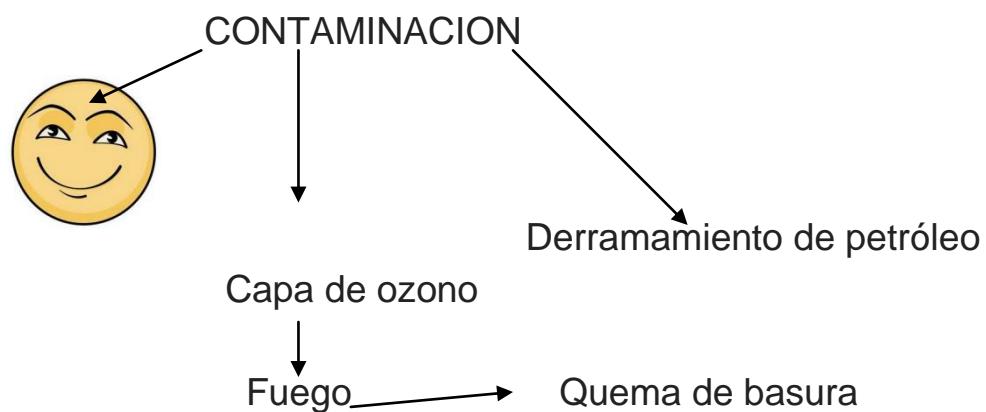 CONTAMINACION
Derramamiento de petróleo
Capa de ozono
Fuego
Quema de basura